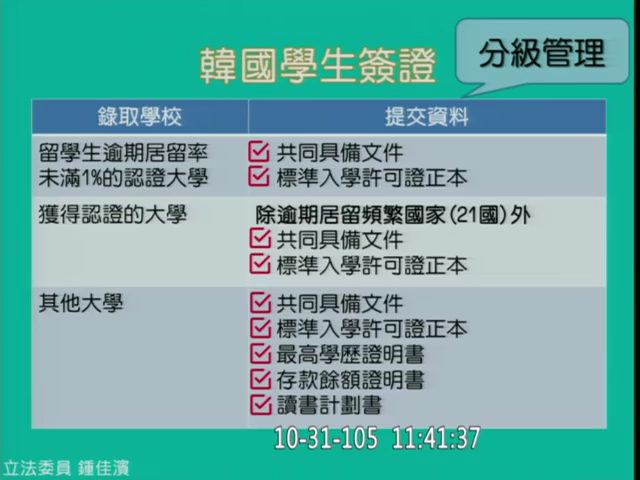 韓國學生簽證
分級管理
錄取學校
提交資料
留學生逾期居留率
未滿1%的認證大學
共同具備文件
標準入學許可證正本
獲得認證的大學
除逾期居留頻繁國家(21國)外
共同具備文件
標準入學許可證正本
其他大學
共同具備文件
標準入學許可證正本
最高學歷證明書
存款餘額證明書
讀書計劃書
10-31-105 11:41:37
立法委員 鍾佳濱